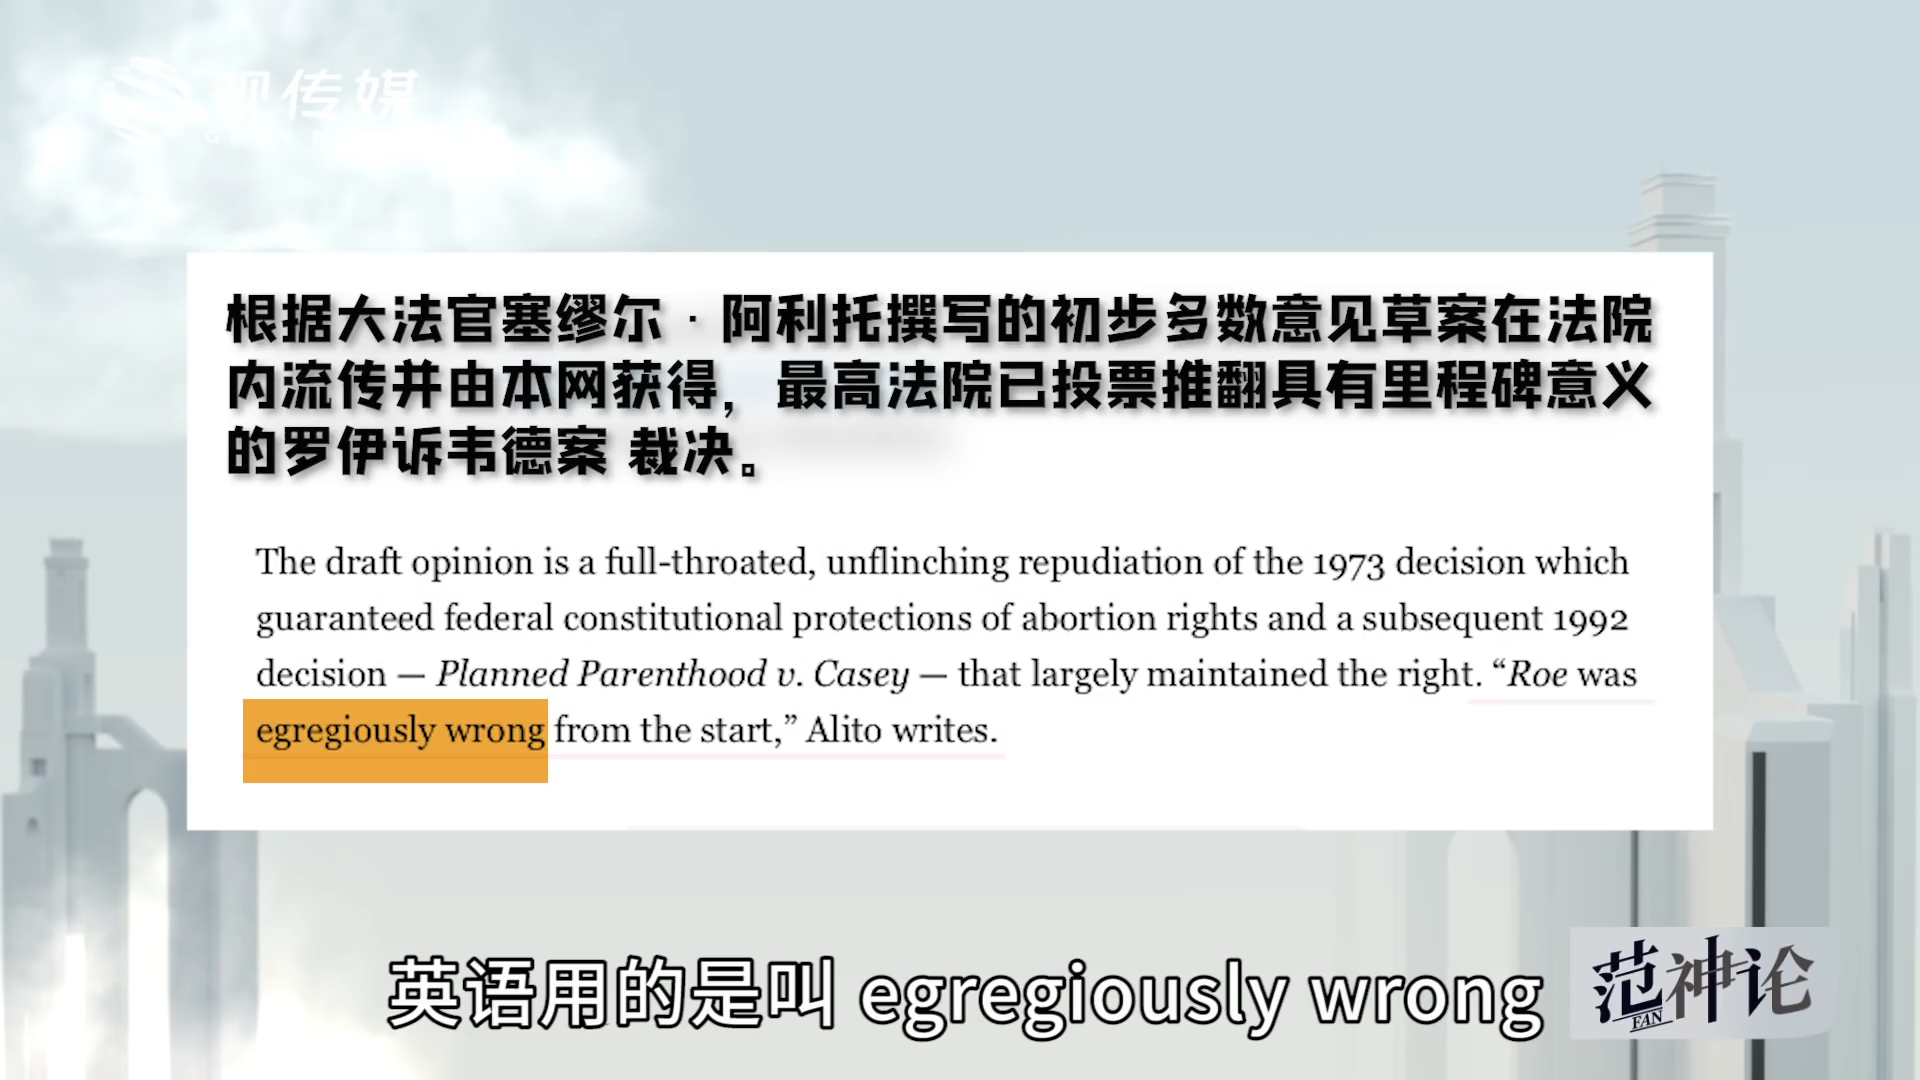 视传媒
根据大法官塞缪尔·阿利托撰写的初步多数意见草案在法院
内流传并由本网获得，最高法院已投票推翻具有里程碑意义
的罗伊诉韦德案 裁决。
The draft opinion is a full-throated, unflinching repudiation of the 1973 decision which
guaranteed federal constitutional protections of abortion rights and a subsequent 1992
decision — Planned Parenthood v. Casey — that largely maintained the right. “Roe was
egregiously wrong from the start,” Alito writes.
英语用的是叫 egregiously wrong
范神论
FAN